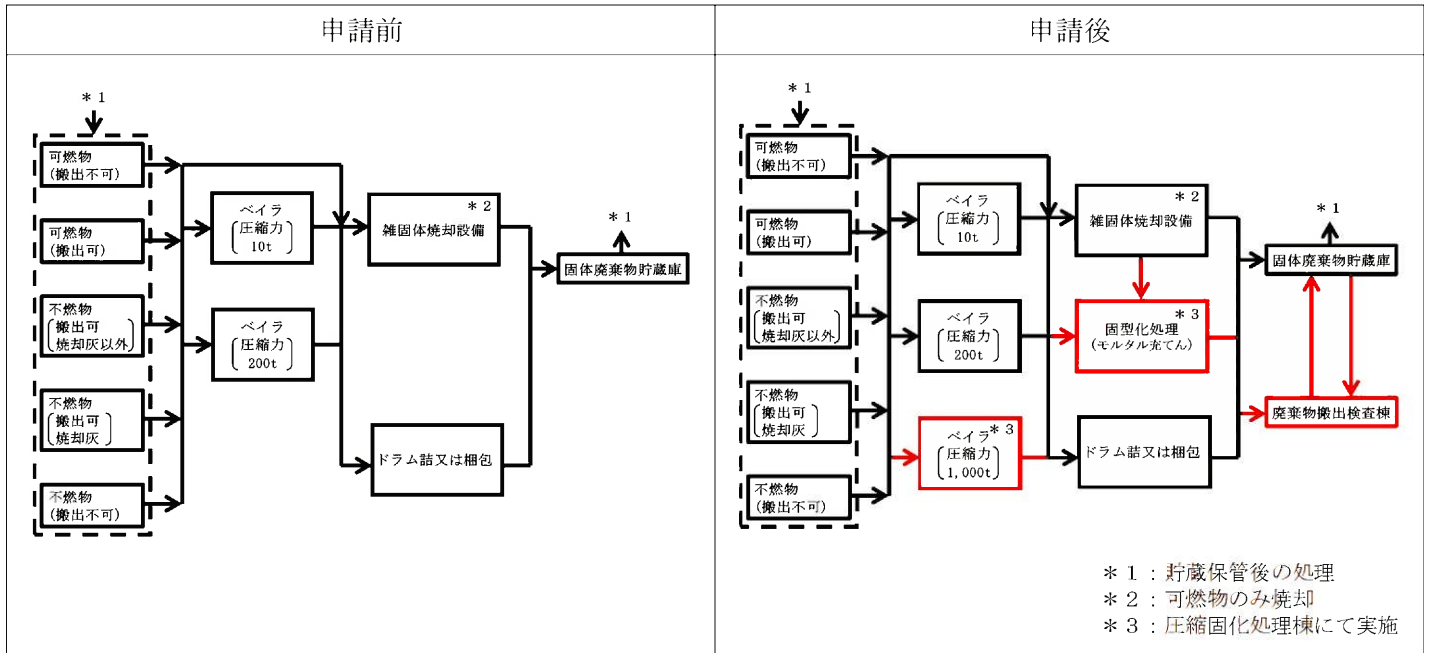 申請前
申請後
＊1
可燃物
(搬出不可)
可燃物
(搬出可)
不燃物
搬出可
焼却灰以外
不燃物
搬出可
焼却灰
不燃物
(搬出不可)
ベイラ
圧縮力
10t
ベイラ
圧縮力
200t
＊2
雑固体焼却設備
ドラム詰又は梱包
＊1
固体廃棄物貯蔵庫
＊1
可燃物
(搬出不可)
可燃物
(搬出可)
不燃物
搬出可
焼却灰以外
不燃物
搬出可
焼却灰
不燃物
(搬出不可)
ベイラ
圧縮力
10t
ベイラ
圧縮力
200t
＊3
ベイラ
圧縮力
1,000t
＊2
雑固体焼却設備
＊3
固型化処理
(モルタル充てん)
ドラム詰又は梱包
＊1
固体廃棄物貯蔵庫
廃棄物搬出検査棟
＊1：貯蔵保管後の処理
＊2：可燃物のみ焼却
＊3：圧縮固化処理棟にて実施